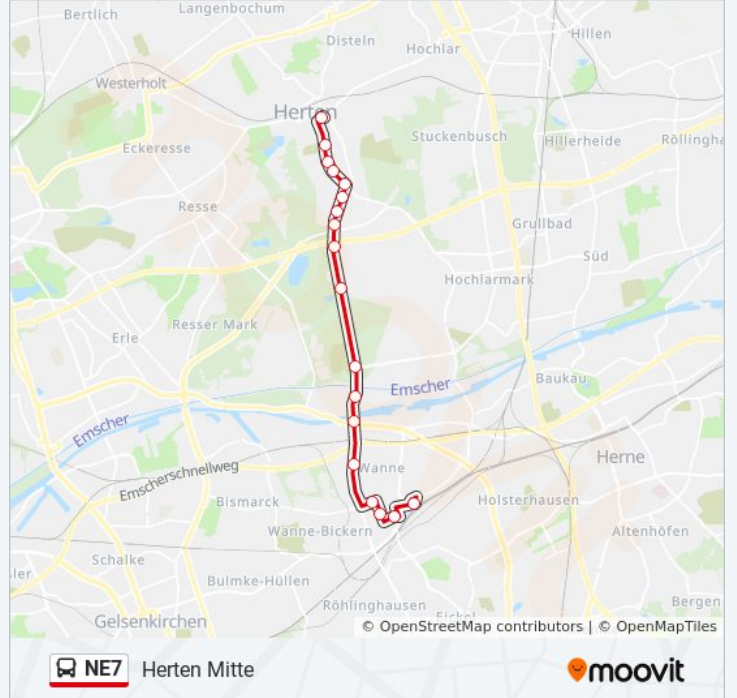 Bertlich
Langenbochum
Hillen
Disteln
Hochlar
Westerholt
Herten
Stuckenbusch
Hillerheide
Röllingha
Eckeresse
Resse
Grullbad
Süd
Hochlarmark
Resser Mark
Erle
Baukau
Emscher
Emscher
Herne
Wanne
Emscherschnellweg
Bismarck
Holsterhausen
Wanne-Bickern
Altenhöfen
Schalke
ler
Bulmke-Hüllen
Bergen
Röhlinghausen
Gelsenkirchen
Eickel
© OpenStreetMap contributors | © OpenMapTiles
NE7 Herten Mitte
moovit